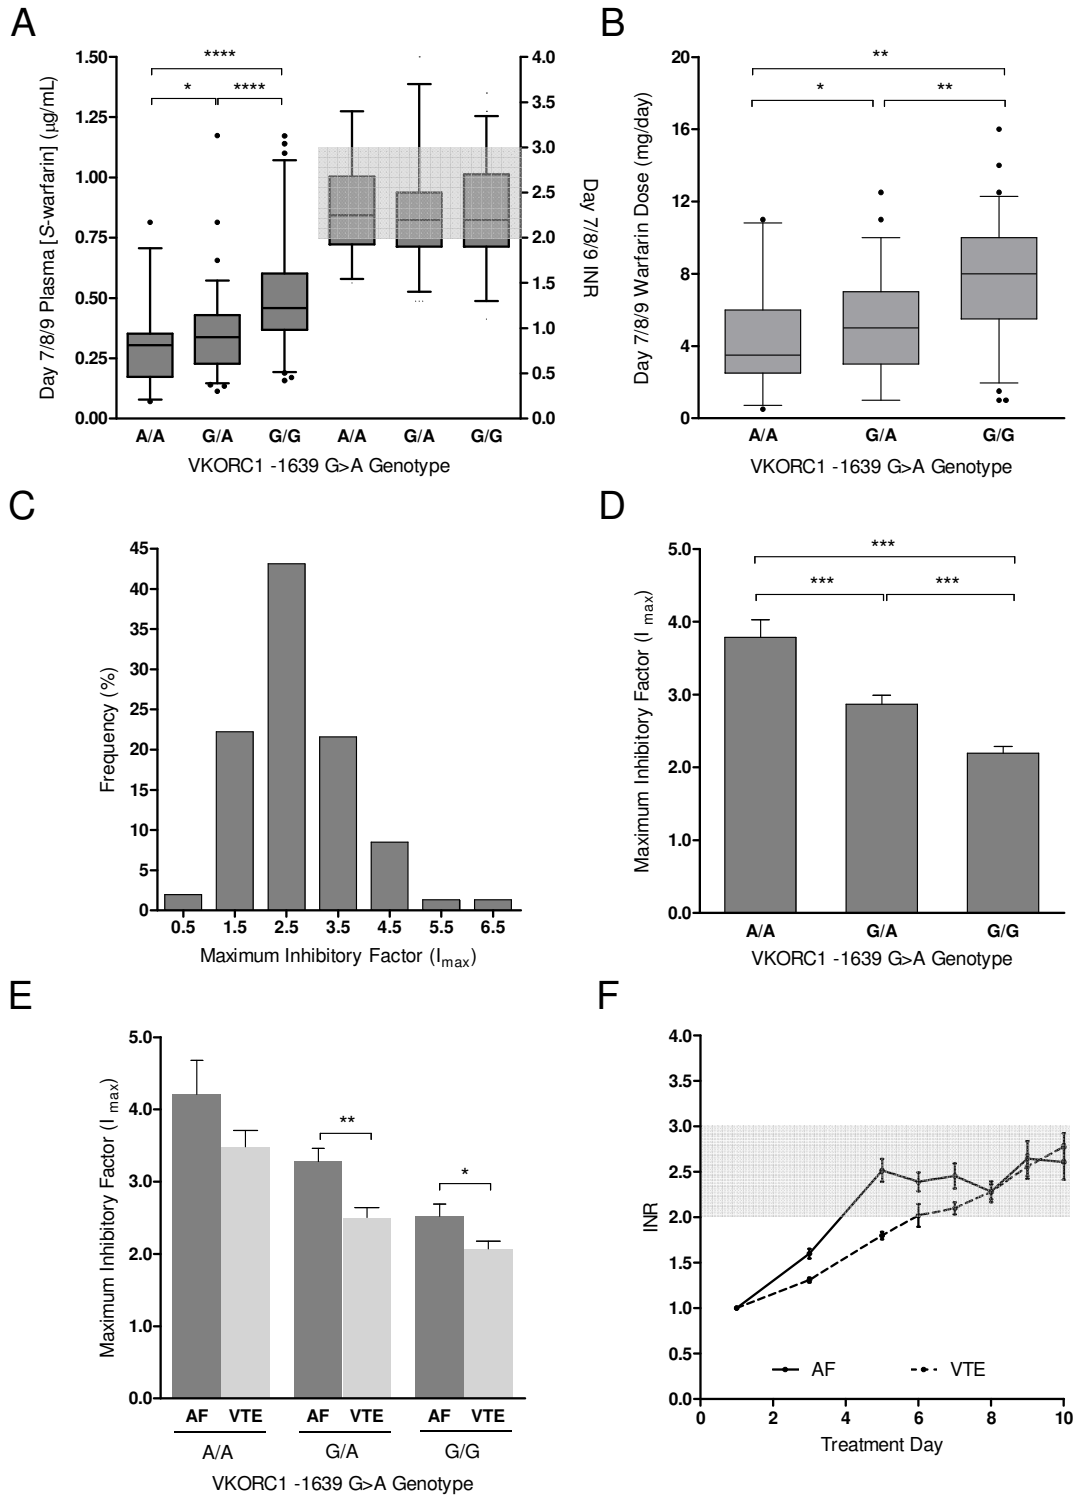 A
Day 7/8/9 Plasma [S-warfarin] (μg/mL)
1.50
1.25
1.00
0.75
0.50
0.25
0.00
****
*
****
4.0
3.5
3.0
2.5
2.0
1.5
1.0
0.5
0.0
Day 7/8/9 INR
A/A G/A G/G A/A G/A G/G
VKORC1 -1639 G>A Genotype
B
Day 7/8/9 Warfarin Dose (mg/day)
20
16
12
8
4
0
**
*
**
A/A G/A G/G
VKORC1 -1639 G>A Genotype
C
Frequency (%)
45
40
35
30
25
20
15
10
5
0
0.5 1.5 2.5 3.5 4.5 5.5 6.5
Maximum Inhibitory Factor (Imax)
D
Maximum Inhibitory Factor (I max)
5.0
4.0
3.0
2.0
1.0
0.0
***
***
***
A/A G/A G/G
VKORC1 -1639 G>A Genotype
E
Maximum Inhibitory Factor (I max)
5.0
4.0
3.0
2.0
1.0
0.0
**
*
AF VTE AF VTE AF VTE
A/A G/A G/G
VKORC1 -1639 G>A Genotype
F
INR
4.0
3.5
3.0
2.5
2.0
1.5
1.0
0.5
0.0
AF VTE
0 2 4 6 8 10
Treatment Day